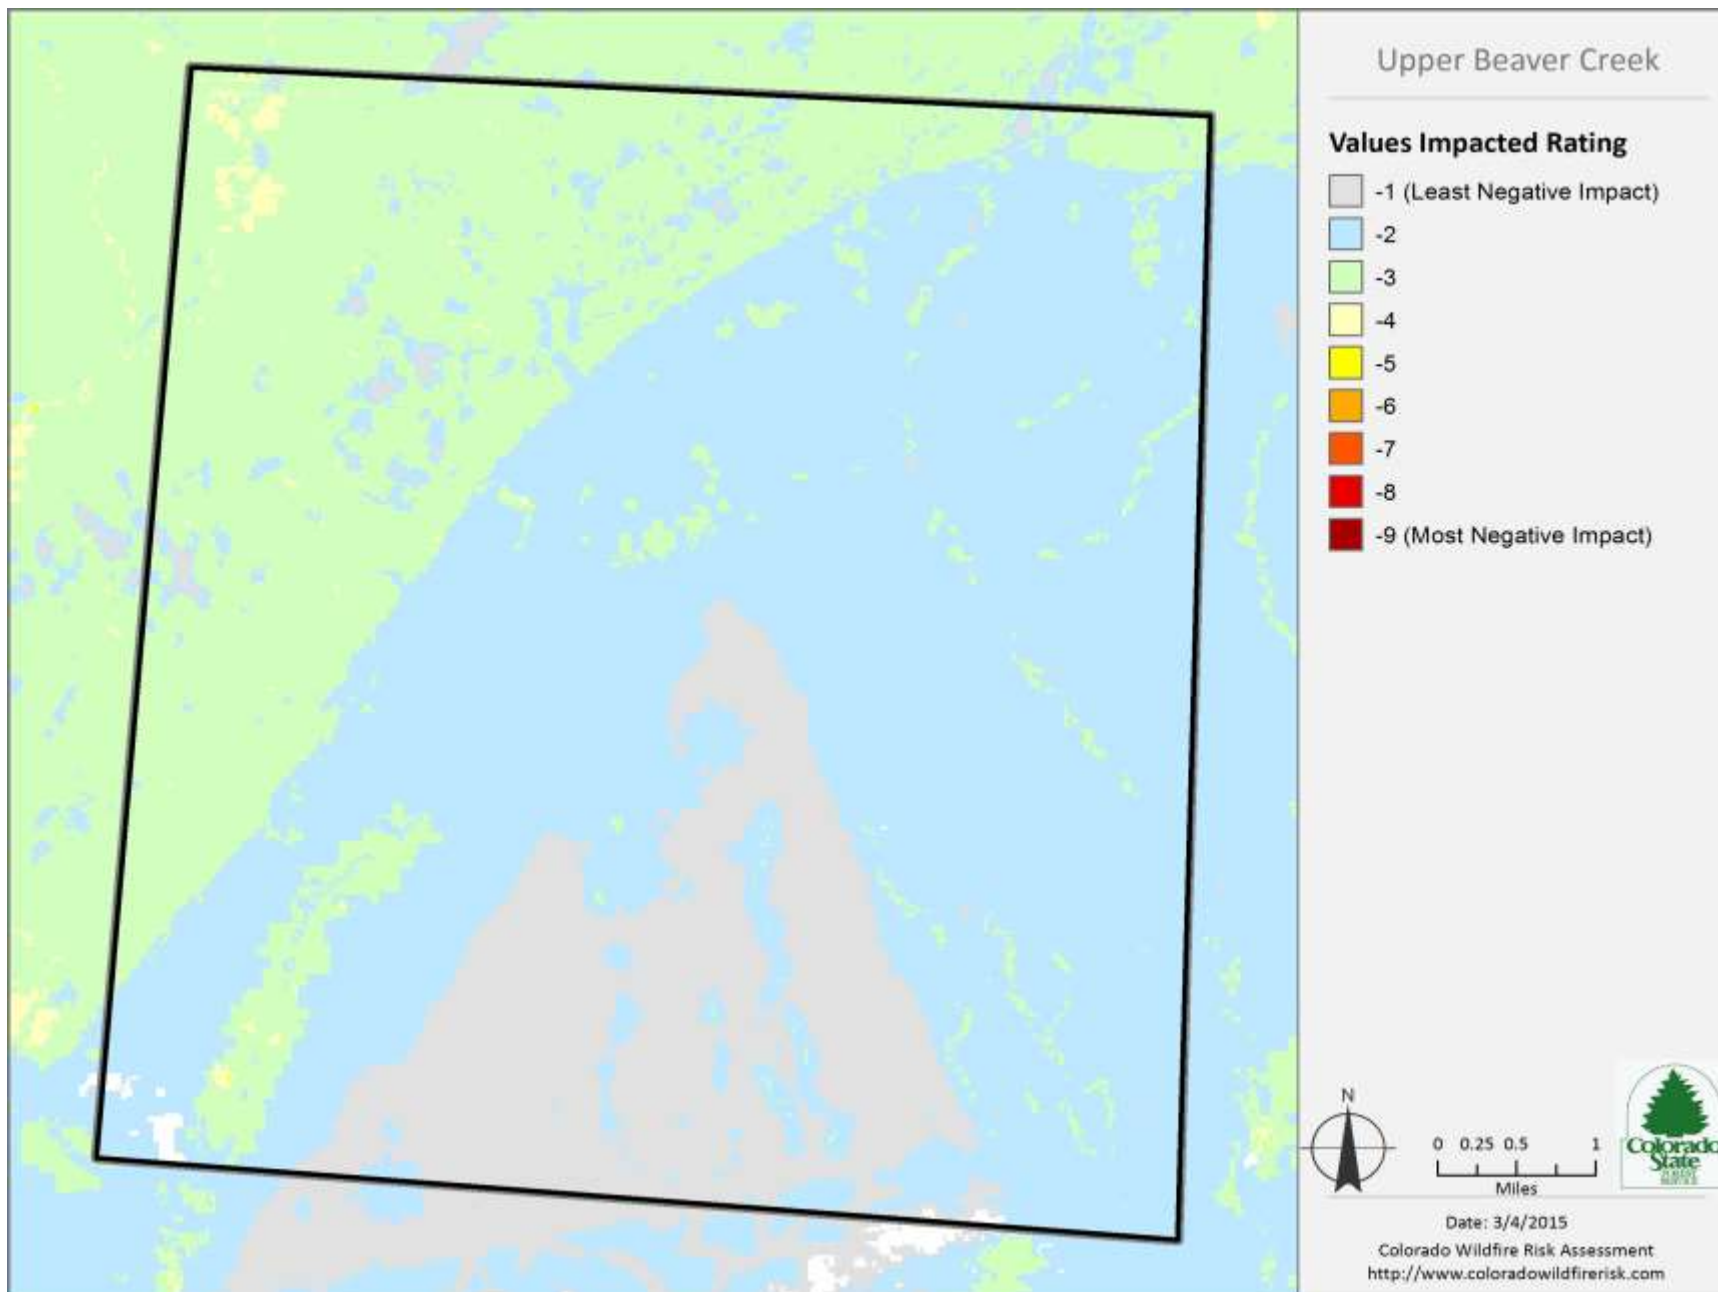 Upper Beaver Creek
Values Impacted Rating
-1 (Least Negative Impact)
-2
-3
-4
-5
-6
-7
-8
-9 (Most Negative Impact)
N
0 0.25 0.5 1
Miles
Colorado
State
Date: 3/4/2015
Colorado Wildfire Risk Assessment
http://www.coloradowildfirerisk.com